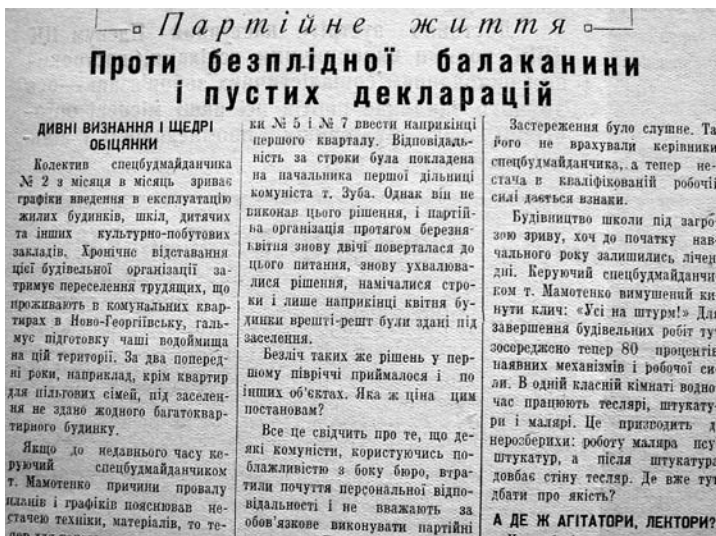 Партійне життя
Проти безплідної балаканини
і пустих декларацій
ДИВНІ ВИЗНАННЯ І ЩЕДРІ
ОБІЦЯНКИ
Колектив спецбудмайданчика
№ 2 з місяця в місяць зриває
графіки введення в експлуатацію
жилих будинків, шкіл, дитячих
та інших культурно-побутових
закладів. Хронічне відставання
цієї будівельної організації за-
тримує переселення трудящих, що
проживають в комунальних квар-
тирах в Ново-Георгіївську, галь-
мує підготовку чаші водоймища
на цій території. За два поперед-
ні роки, наприклад, крім квартир
для пільгових сімей, під заселен-
ня не здано жодного багатоквар-
тирного будинку.
Якщо до недавнього часу ке-
руючий спецбудмайданчиком
т. Мамотенко причини провалу
планів і графіків пояснював не-
стачею техніки, матеріалів, то те-
ки № 5 і № 7 ввести наприкінці
першого кварталу. Відповідаль-
ність за строки була покладена
на начальника першої дільниці
комуніста т. Зуба. Однак він не
виконав цього рішення, і партій-
на організація протягом березня-
квітня знову двічі поверталася до
цього питання, знову ухвалюва-
лися рішення, намічалися стро-
ки і лише наприкінці квітня бу-
динки врешті-решт були здані під
заселення.
Безліч таких же рішень у пер-
шому півріччі приймалося і по
інших об'єктах. Яка ж ціна цим
постановам?
Все це свідчить про те, що де-
які комуністи, користуючись по-
блажливістю з боку бюро, втра-
тили почуття персональної відпо-
відальності і не вважають за
обов'язкове виконувати партійні
Застереження було слушне. Та
його не врахували керівники
спецбудмайданчика, а тепер не-
стача в кваліфікованій робочій
силі дається взнаки.
Будівництво школи під загро-
зою зриву, хоч до початку нав-
чального року залишились лічен
дні. Керуючий спецбудмайданчи
ком т. Мамотенко вимушений ки
нути клич: «Усі на штурм!» Для
завершення будівельних робіт тут
зосереджено тепер 80 процентів
наявних механізмів і робочої си
ли. В одній класній кімнаті водно
час працюють теслярі, штукату
ри і малярі. Це призводить д
нерозберихи: роботу маляра псу
штукатур, а після штукатура
довбає стіну тесляр. Де вже тут
дбати про якість?
А ДЕ Ж АГІТАТОРИ, ЛЕКТОРИ?